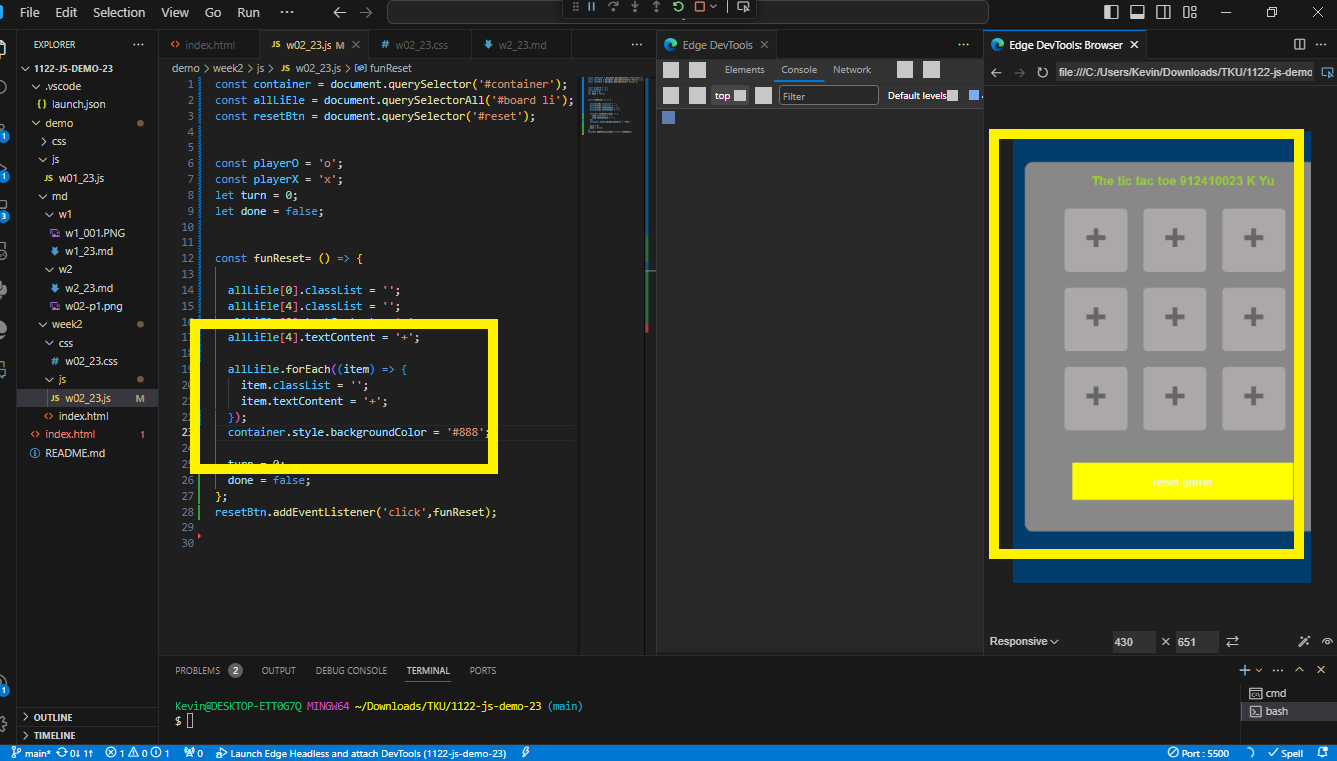 File Edit Selection View Go Run ...
EXPLORER
1122-JS-DEMO-23
.vscode
launch.json
demo
css
js
JS w01_23.js
md
w1
w1_001.PNG
w1_23.md
w2
w2_23.md
w02-p1.png
week2
css
# w02_23.css
js
JS w02_23.js M
<> index.html
<> index.html 1
README.md
OUTLINE
TIMELINE
<> index.html
JS w02_23.js M
# w02_23.css
w2_23.md
demo > week2 > js > JS w02_23.js > funReset
1 const container = document.querySelector('#container');
2 const allLiEle = document.querySelectorAll('#board li');
3 const resetBtn = document.querySelector('#reset');
4
5
6 const playerO = 'o';
7 const playerX = 'x';
8 let turn = 0;
9 let done = false;
10
11
12 const funReset= () => {
13
14 allLiEle[0].classList = '';
15 allLiEle[4].classList = '';
17 allLiEle[4].textContent = '+';
allLiEle.forEach((item) => {
item.classList = '';
item.textContent = '+';
});
23 container.style.backgroundColor = '#888';
turn = 0;
26 done = false;
27 };
28 resetBtn.addEventListener('click',funReset);
29
30
Edge DevTools
Elements Console Network
top Filter Default levels
Edge DevTools: Browser
file:///C:/Users/Kevin/Downloads/TKU/1122-js-demo
The tic tac toe 912410023 K Yu
+ + +
+ + +
+ + +
reset game
Responsive 430 × 651
PROBLEMS 2 OUTPUT DEBUG CONSOLE TERMINAL PORTS
Kevin@DESKTOP-ETT0G7Q MINGW64 ~/Downloads/TKU/1122-js-demo-23 (main)
$
cmd
bash
main* 0↓ 1↑ 1 0 1 0 Launch Edge Headless and attach DevTools (1122-js-demo-23) Port : 5500 Spell